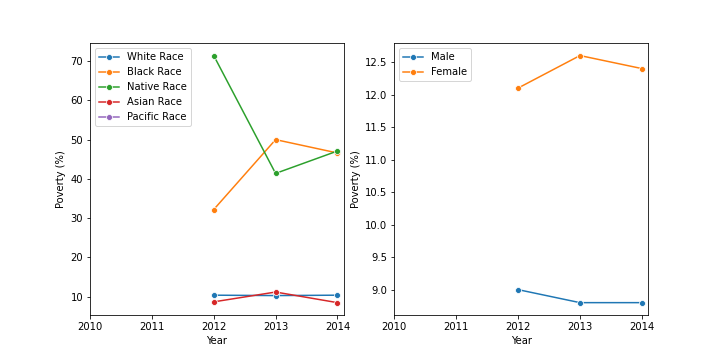 White Race
Black Race
Native Race
Asian Race
Pacific Race
70
60
50
40
30
20
10
Poverty (%)
2010 2011 2012 2013 2014
Year
Male
Female
12.5
12.0
11.5
11.0
10.5
10.0
9.5
9.0
Poverty (%)
2010 2011 2012 2013 2014
Year